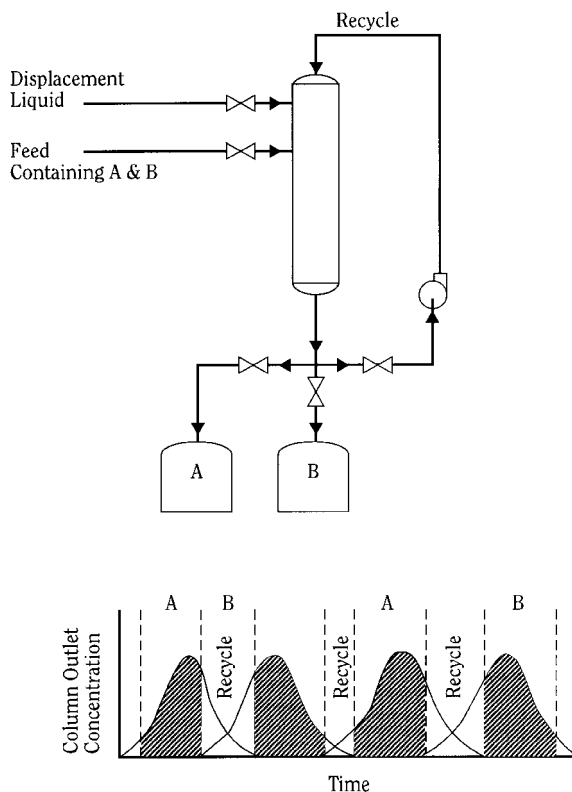 Recycle
Displacement
Liquid
Feed
Containing A & B
A
B
A
B
A
B
Recycle
Recycle
Recycle
Column Outlet
Concentration
Time